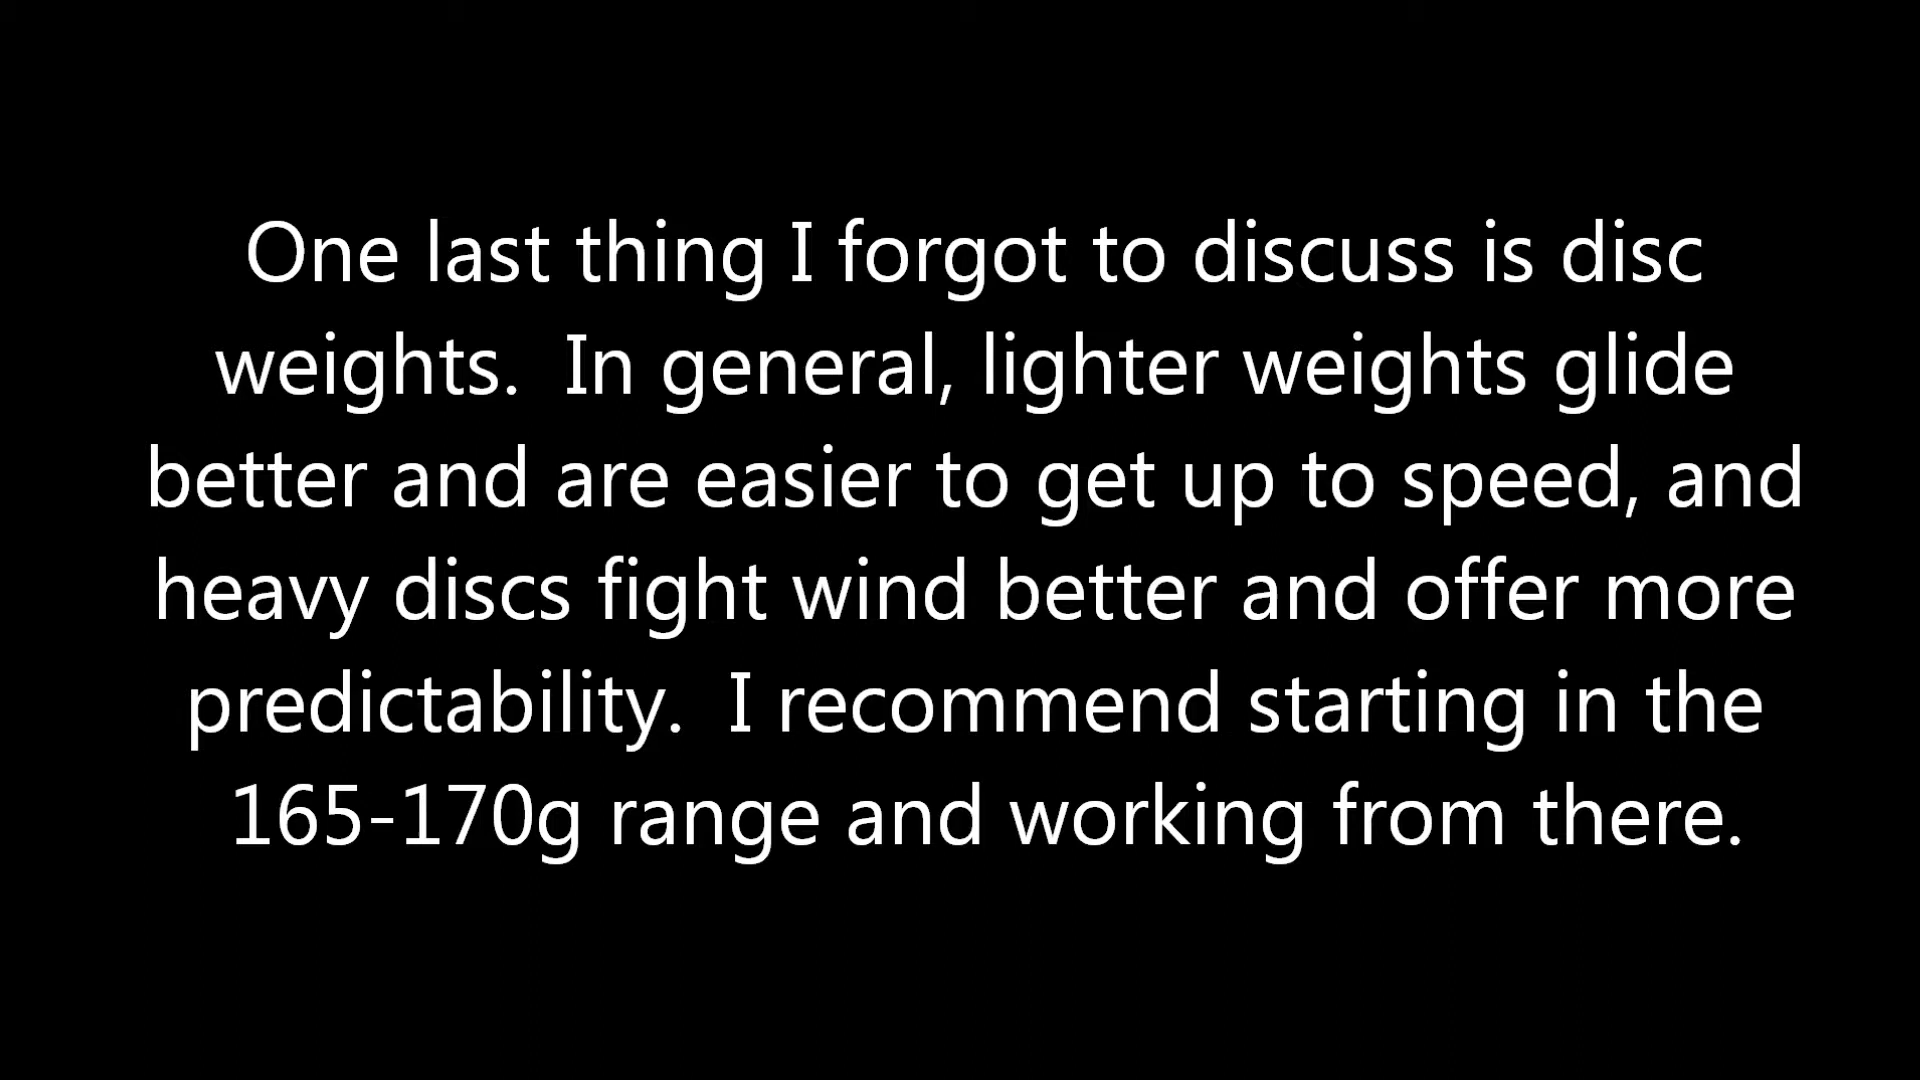 One last thing I forgot to discuss is disc
weights.  In general, lighter weights glide
better and are easier to get up to speed, and
heavy discs fight wind better and offer more
predictability.  I recommend starting in the
165-170g range and working from there.